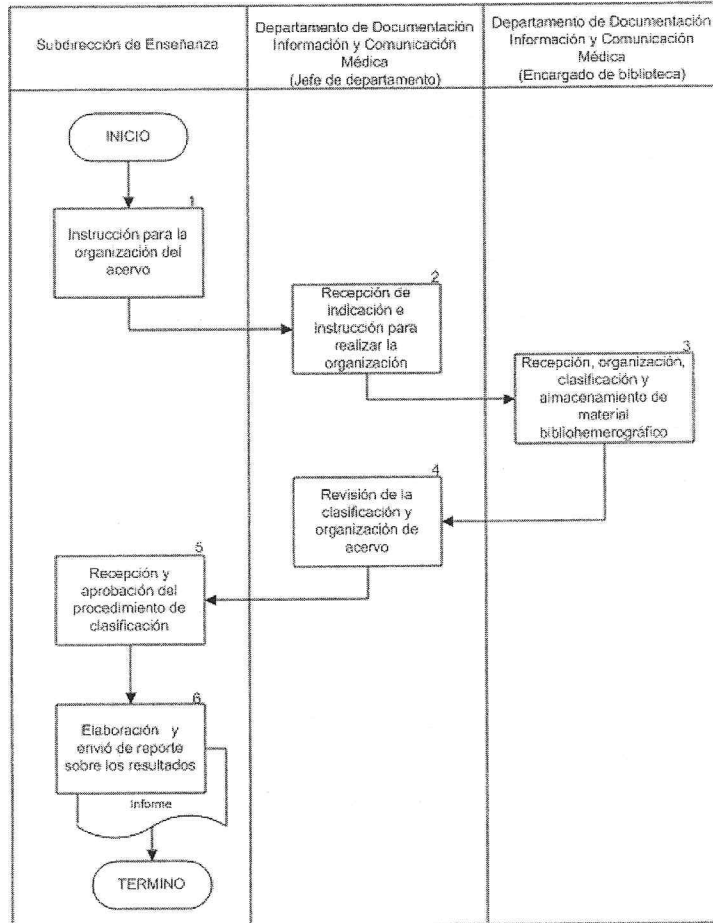 Subdirección de Enseñanza
Departamento de Documentación
Información y Comunicación
Médica
(Jefe de departamento)
Departamento de Documentación
Información y Comunicación
Médica
(Encargado de biblioteca)
INICIO
1
Instrucción para la
organización del
acervo
2
Recepción de
indicación e
instrucción para
realizar la
organización
3
Recepción, organización,
clasificación y
almacenamiento de
material
bibliohemerográfico
4
Revisión de la
clasificación y
organización de
acervo
5
Recepción y
aprobación del
procedimiento de
clasificación
6
Elaboración y
envió de reporte
sobre los resultados
Informe
TERMINO